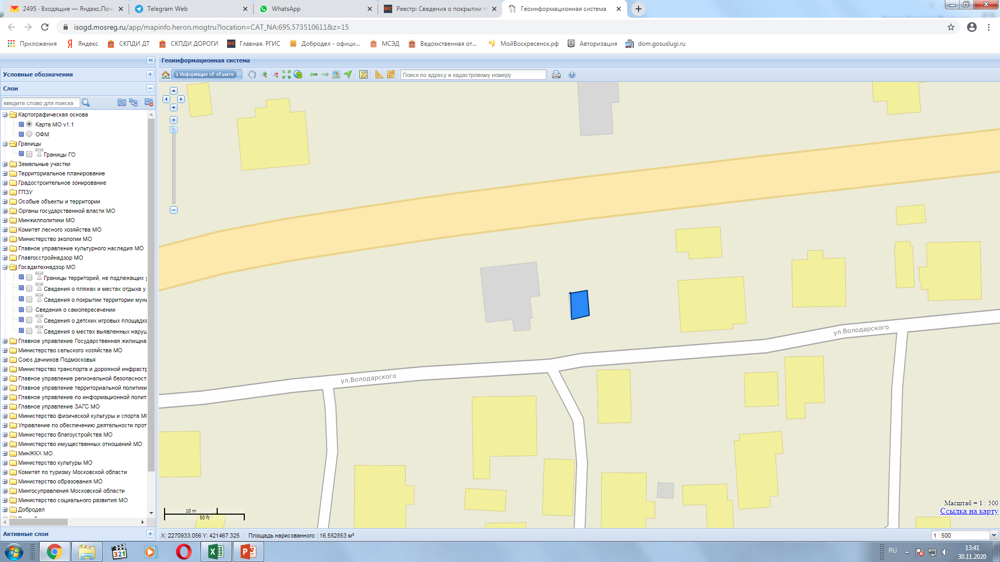 2495 · Входящие — Яндекс.Поч
Telegram Web
WhatsApp
Реестр: Сведения о покрытии т
Геоинформационная система
isogd.mosreg.ru/app/mapinfo.heron.mogtru?location=CAT_NA:695,573510611&z=15
Приложения
Яндекс
СКПДИ ДТ
СКПДИ ДОРОГИ
Главная. РГИС
Добродел - офици...
МСЭД
Ведомственная от...
МойВоскресенск.рф
Авторизация
dom.gosuslugi.ru
Геоинформационная система
Условные обозначения
Информация об объекте
Поиск по адресу и кадастровому номеру
Слои
введите слово для поиска
Картографическая основа
Карта МО v1.1
ОФМ
Границы
Границы ГО
Земельные участки
Территориальное планирование
Градостроительное зонирование
ГПЗУ
Особые объекты и территории
Органы государственной власти МО
Минжилполитики МО
Комитет лесного хозяйства МО
Министерство экологии МО
Главное управление культурного наследия МО
Главгосстройнадзор МО
Госадмтехнадзор МО
Границы территорий, не подлежащих у
Сведения о пляжах и местах отдыха у
Сведения о покрытии территории муни
Сведения о самопересечении
Сведения о детских игровых площадка
Сведения о местах выявленных наруш
Главное управление Государственная жилищна
Министерство сельского хозяйства МО
Союз дачников Подмосковья
Министерство транспорта и дорожной инфрастр
Главное управление региональной безопасност
Главное управление территориальной политики
Главное управление по информационной полит
Главное управление ЗАГС МО
Министерство физической культуры и спорта МО
Управление по обеспечению деятельности прот
Министерство благоустройства МО
Министерство имущественных отношений МО
МинЖКХ МО
Министерство культуры МО
Комитет по туризму Московской области
Министерство образования МО
Мингосуправления Московской области
Министерство социального развития МО
Добродел
Активные слои
ул.Володарского
ул.Володарского
10 m
50 ft
Масштаб = 1 : 500
Ссылка на карту
X: 2270933.056 Y: 421467.325
Площадь нарисованного : 16.582853 м²
1 : 500
321
RU
13:41
30.11.2020